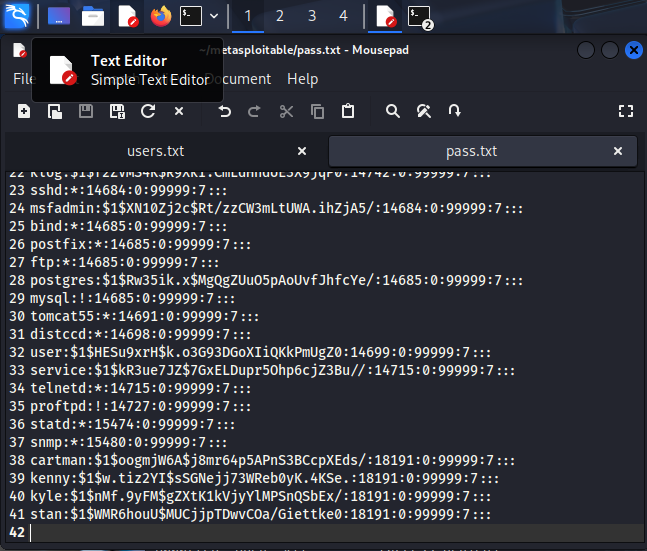 1 2 3 4 2
~/metasploitable/pass.txt - Mousepad
Text Editor
File Document Help
Simple Text Editor
users.txt pass.txt
23 sshd:*:14684:0:99999:7:::
24 msfadmin:$1$XN10Zj2c$Rt/zzCW3mLtUWA.ihZjA5/:14684:0:99999:7:::
25 bind:*:14685:0:99999:7:::
26 postfix:*:14685:0:99999:7:::
27 ftp:*:14685:0:99999:7:::
28 postgres:$1$Rw35ik.x$MgQgZUuO5pAoUvfJhfcYe/:14685:0:99999:7:::
29 mysql:!:14685:0:99999:7:::
30 tomcat55:*:14691:0:99999:7:::
31 distccd:*:14698:0:99999:7:::
32 user:$1$HESu9xrH$k.o3G93DGoXIiQKkPmUgZ0:14699:0:99999:7:::
33 service:$1$kR3ue7JZ$7GxELDupr5Ohp6cjZ3Bu//:14715:0:99999:7:::
34 telnetd:*:14715:0:99999:7:::
35 proftpd:!:14727:0:99999:7:::
36 statd:*:15474:0:99999:7:::
37 snmp:*:15480:0:99999:7:::
38 cartman:$1$oogmjW6A$j8mr64p5APnS3BCcpXEds/:18191:0:99999:7:::
39 kenny:$1$w.tiz2YI$sSGNejj73WReb0yK.4KSe.:18191:0:99999:7:::
40 kyle:$1$nMf.9yFM$gZXtK1kVjyYlMPSnQSbEx/:18191:0:99999:7:::
41 stan:$1$WMR6houU$MUCjjpTDwvCOa/Giettke0:18191:0:99999:7:::
42